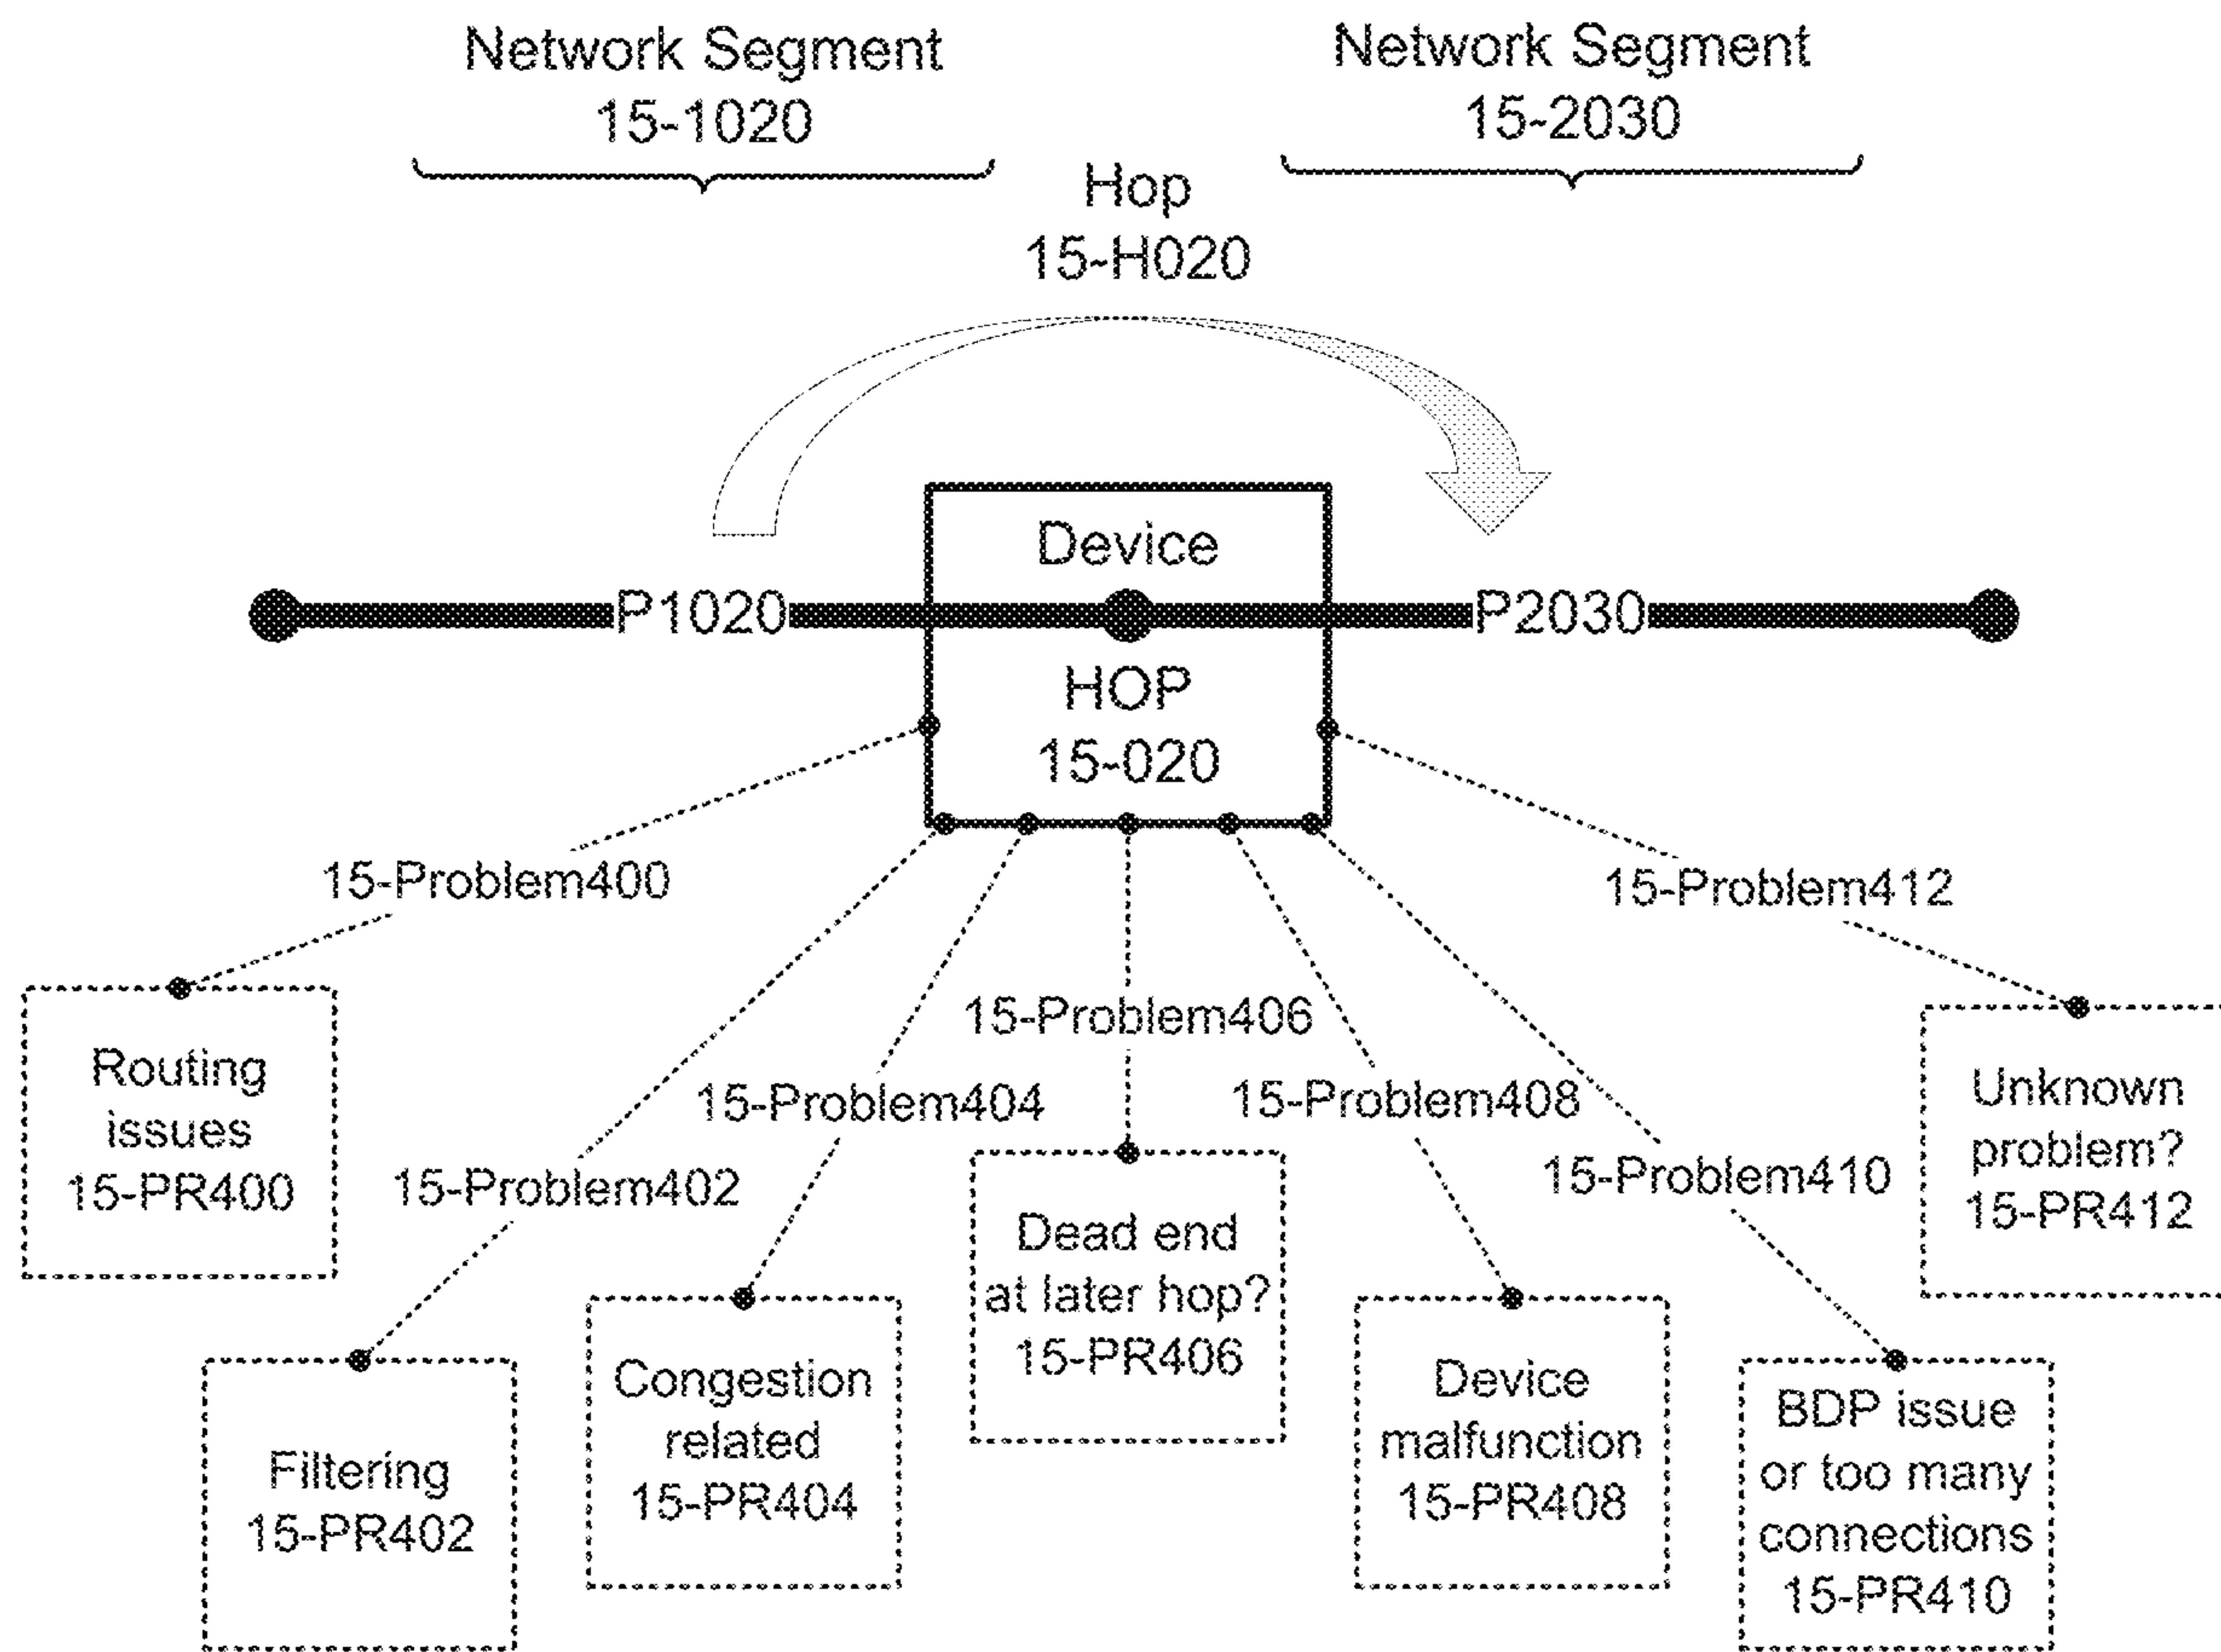 Network Segment
15-1020
Network Segment
15-2030
Hop
15-H020
Device
P1020
P2030
HOP
15-020
15-Problem400
15-Problem412
15-Problem406
15-Problem404
15-Problem408
15-Problem402
15-Problem410
Routing
issues
15-PR400
Filtering
15-PR402
Congestion
related
15-PR404
Dead end
at later hop?
15-PR406
Device
malfunction
15-PR408
BDP issue
or too many
connections
15-PR410
Unknown
problem?
15-PR412